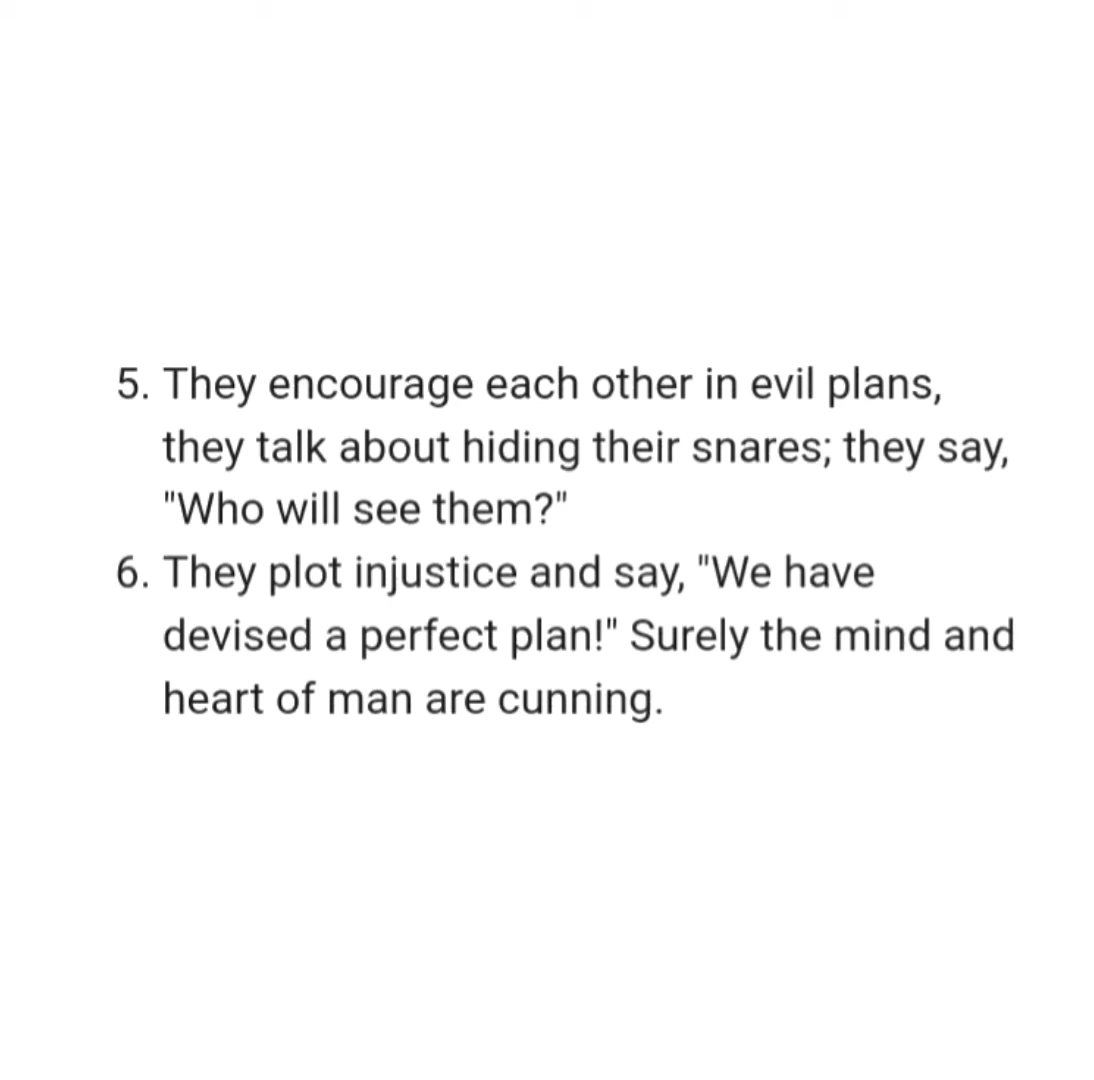 5. They encourage each other in evil plans,
they talk about hiding their snares; they say,
"Who will see them?"
6. They plot injustice and say, "We have
devised a perfect plan!" Surely the mind and
heart of man are cunning.